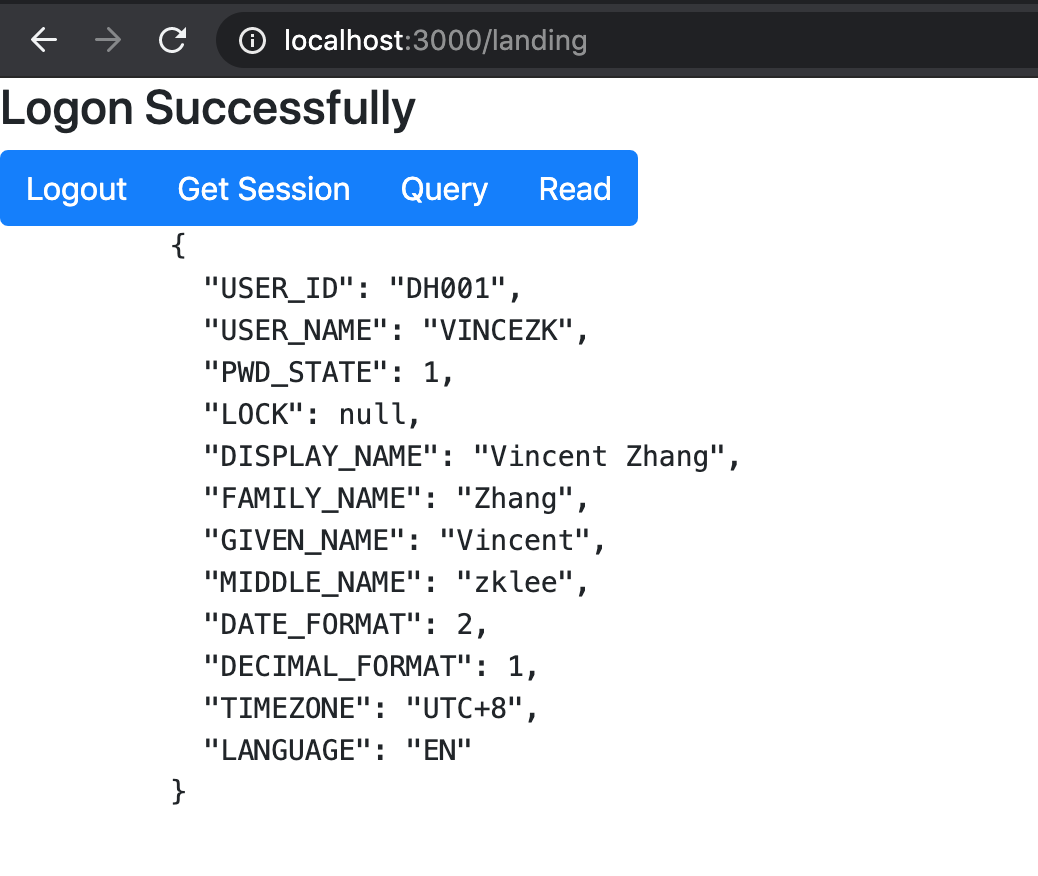 localhost:3000/landing
Logon Successfully
Logout Get Session Query Read
{
"USER_ID": "DH001",
"USER_NAME": "VINCEZK",
"PWD_STATE": 1,
"LOCK": null,
"DISPLAY_NAME": "Vincent Zhang",
"FAMILY_NAME": "Zhang",
"GIVEN_NAME": "Vincent",
"MIDDLE_NAME": "zklee",
"DATE_FORMAT": 2,
"DECIMAL_FORMAT": 1,
"TIMEZONE": "UTC+8",
"LANGUAGE": "EN"
}